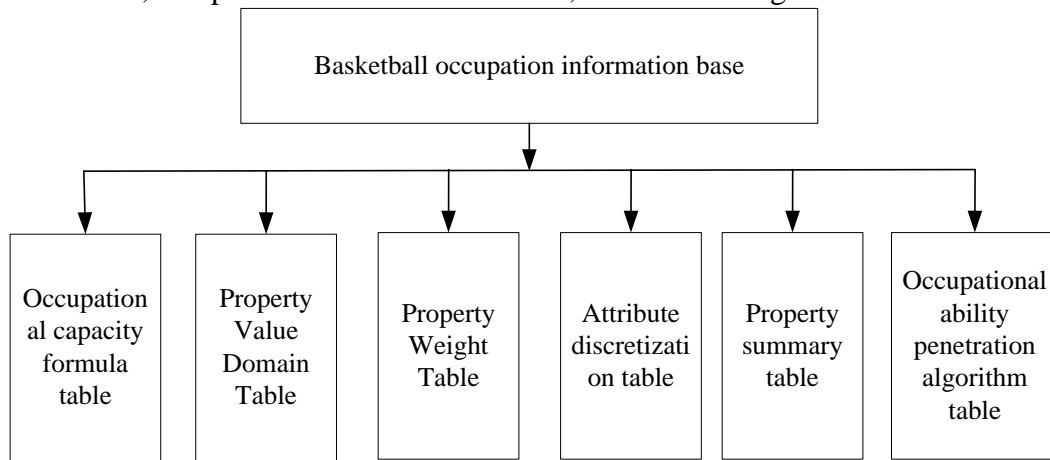 Basketball occupation information base
Occupation
al capacity
formula
table
Property
Value
Domain
Table
Property
Weight
Table
Attribute
discretizati
on table
Property
summary
table
Occupational
ability
penetration
algorithm
table